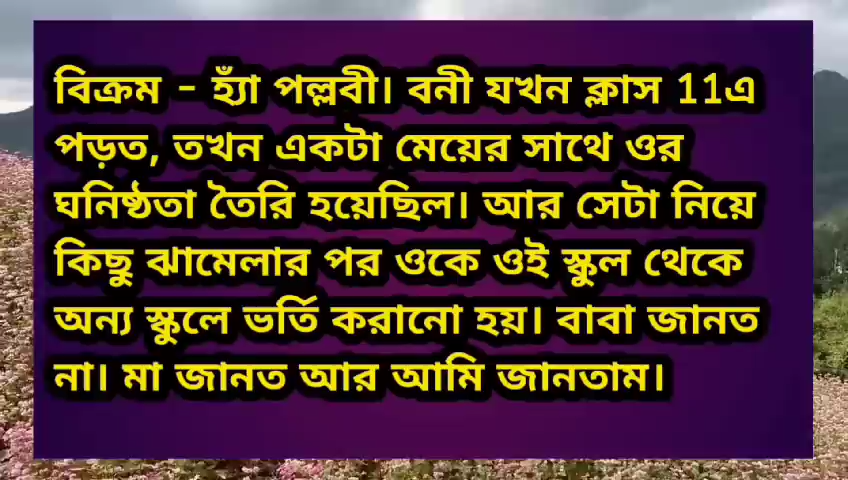 বিক্রম - হ্যাঁ পল্লবী। বনী যখন ক্লাস 11এ
পড়ত, তখন একটা মেয়ের সাথে ওর
ঘনিষ্ঠতা তৈরি হয়েছিল। আর সেটা নিয়ে
কিছু ঝামেলার পর ওকে ওই স্কুল থেকে
অন্য স্কুলে ভর্তি করানো হয়। বাবা জানত
না। মা জানত আর আমি জানতাম।